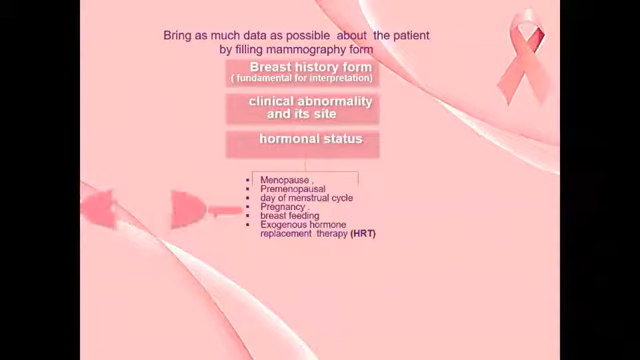 Bring as much data as possible about the patient
by filling mammography form
Breast history form
( fundamental for interpretation)
clinical abnormality
and its site
hormonal status
▪ Menopause ,
▪ Premenopausal
▪ day of menstrual cycle
▪ Pregnancy .
▪ breast feeding
▪ Exogenous hormone
replacement therapy (HRT)